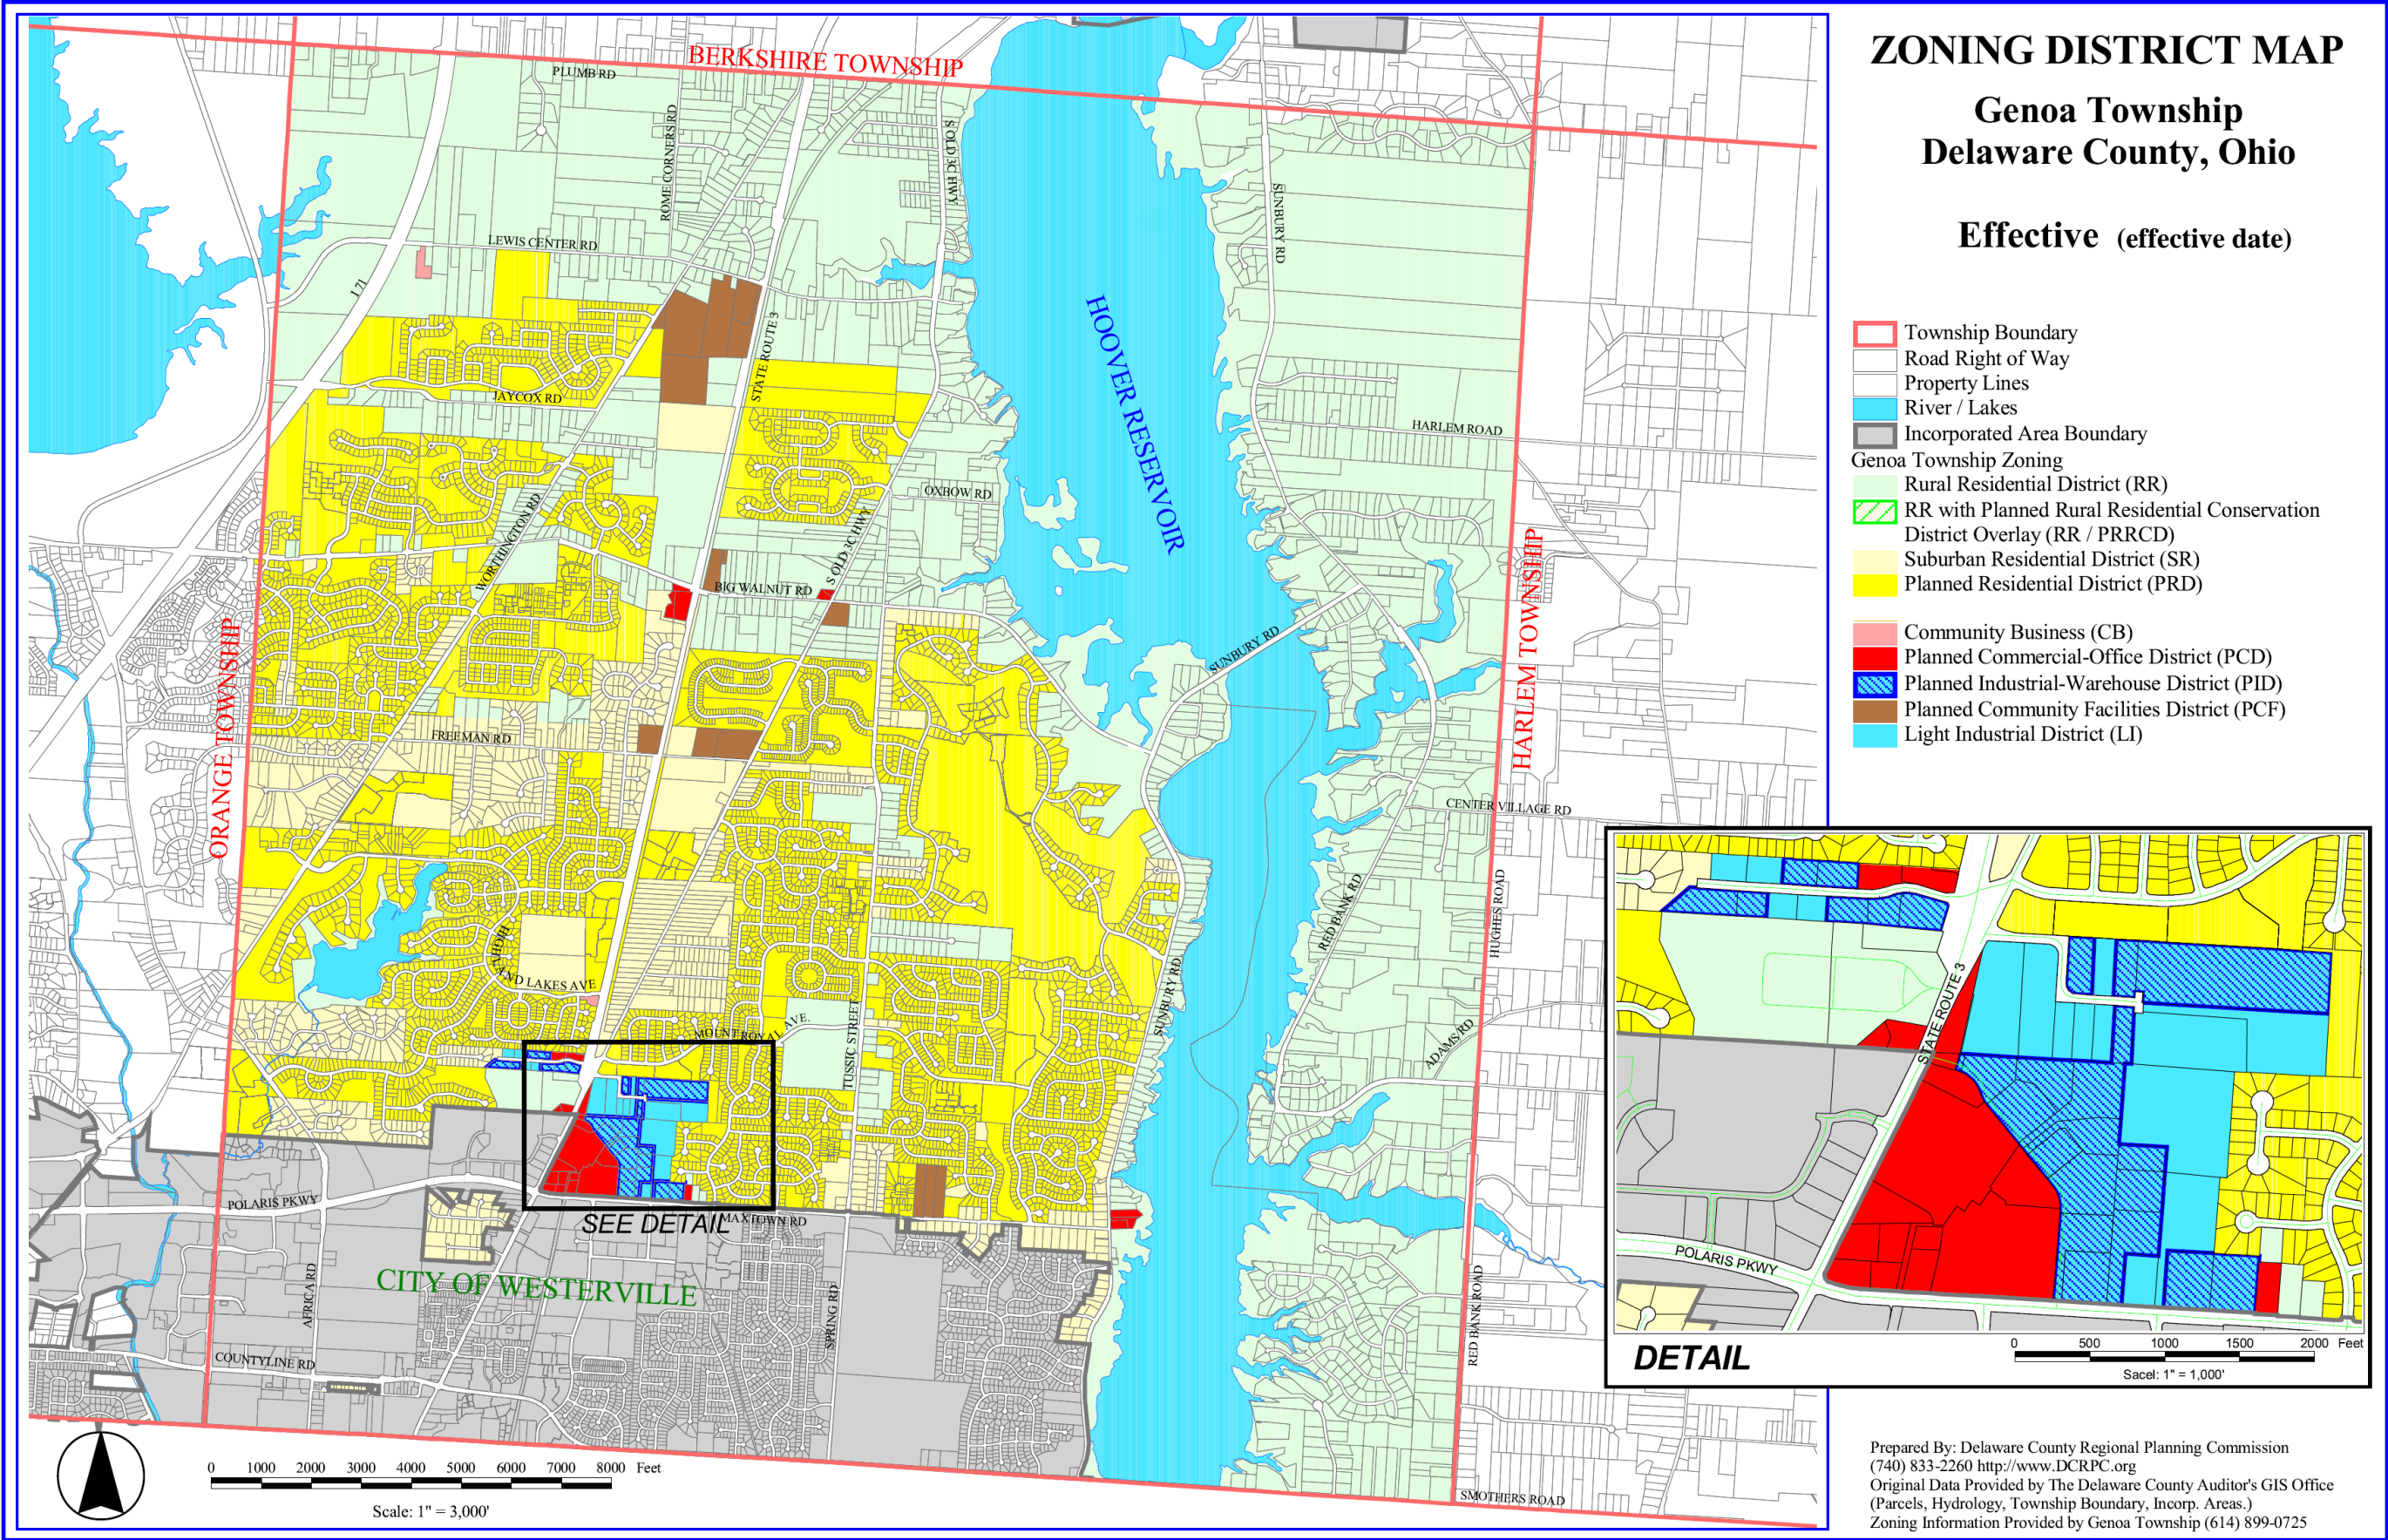 ZONING DISTRICT MAP
Genoa Township
Delaware County, Ohio
Effective (effective date)
Township Boundary
Road Right of Way
Property Lines
River / Lakes
Incorporated Area Boundary
Genoa Township Zoning
Rural Residential District (RR)
RR with Planned Rural Residential Conservation
District Overlay (RR / PRRCD)
Suburban Residential District (SR)
Planned Residential District (PRD)
Community Business (CB)
Planned Commercial-Office District (PCD)
Planned Industrial-Warehouse District (PID)
Planned Community Facilities District (PCF)
Light Industrial District (LI)
BERKSHIRE TOWNSHIP
PLUMB RD
ROME CORNERS RD
S OLD 3C HWY
SUNBURY RD
LEWIS CENTER RD
I 71
HOOVER RESERVOIR
STATE ROUTE 3
JAYCOX RD
HARLEM ROAD
OXBOW RD
WORTHINGTON RD
S OLD 3C HWY
BIG WALNUT RD
HARLEM TOWNSHIP
SUNBURY RD
ORANGE TOWNSHIP
FREEMAN RD
CENTER VILLAGE RD
RED BANK RD
HUGHES ROAD
HIGHLAND LAKES AVE
SUNBURY RD
MOUNT ROYAL AVE.
TUSSIC STREET
ADAMS RD
POLARIS PKWY
SEE DETAIL
MAXTOWN RD
CITY OF WESTERVILLE
AFRICA RD
SPRING RD
RED BANK ROAD
COUNTYLINE RD
SMOTHERS ROAD
0 1000 2000 3000 4000 5000 6000 7000 8000 Feet
Scale: 1" = 3,000'
STATE ROUTE 3
POLARIS PKWY
DETAIL
0 500 1000 1500 2000 Feet
Sacel: 1" = 1,000'
Prepared By: Delaware County Regional Planning Commission
(740) 833-2260 http://www.DCRPC.org
Original Data Provided by The Delaware County Auditor's GIS Office
(Parcels, Hydrology, Township Boundary, Incorp. Areas.)
Zoning Information Provided by Genoa Township (614) 899-0725